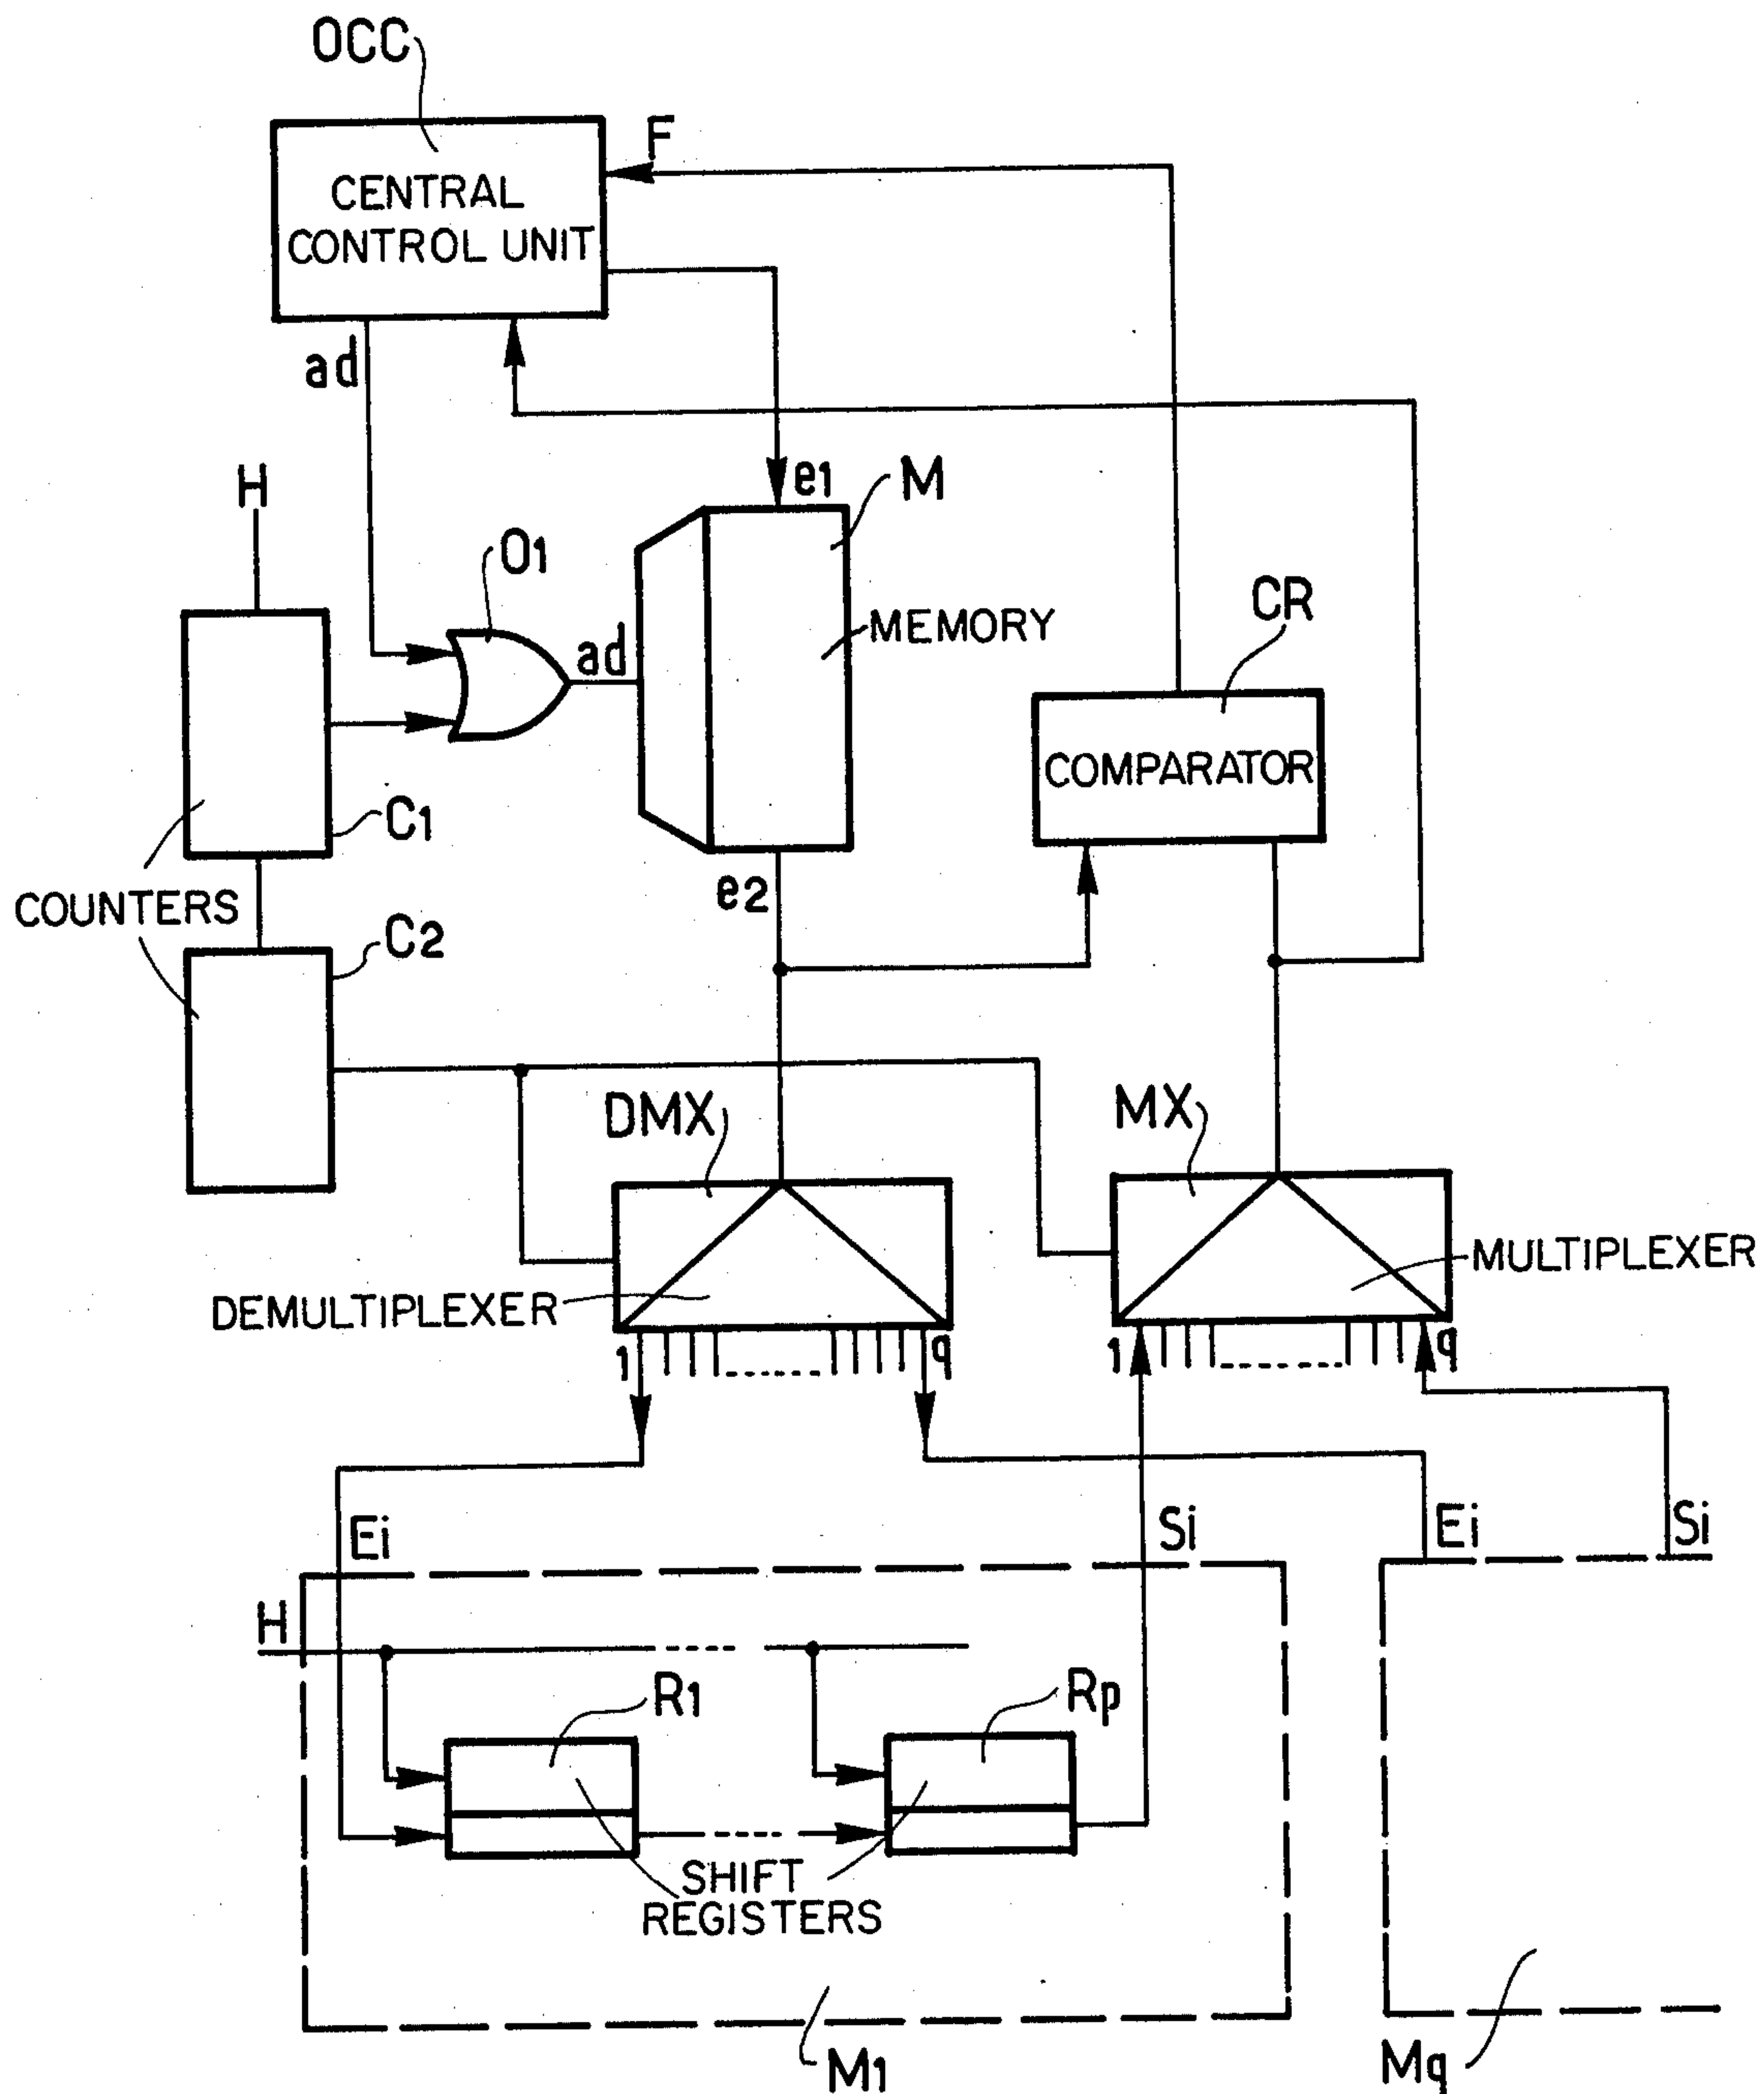 OCC
F
CENTRAL
CONTROL UNIT
ad
H
e1
M
O1
ad
MEMORY
CR
COMPARATOR
C1
e2
COUNTERS
C2
DMX
MX
MULTIPLEXER
DEMULTIPLEXER
1
q
1
q
Ei
Si
Ei
Si
H
R1
Rp
SHIFT
REGISTERS
M1
Mq